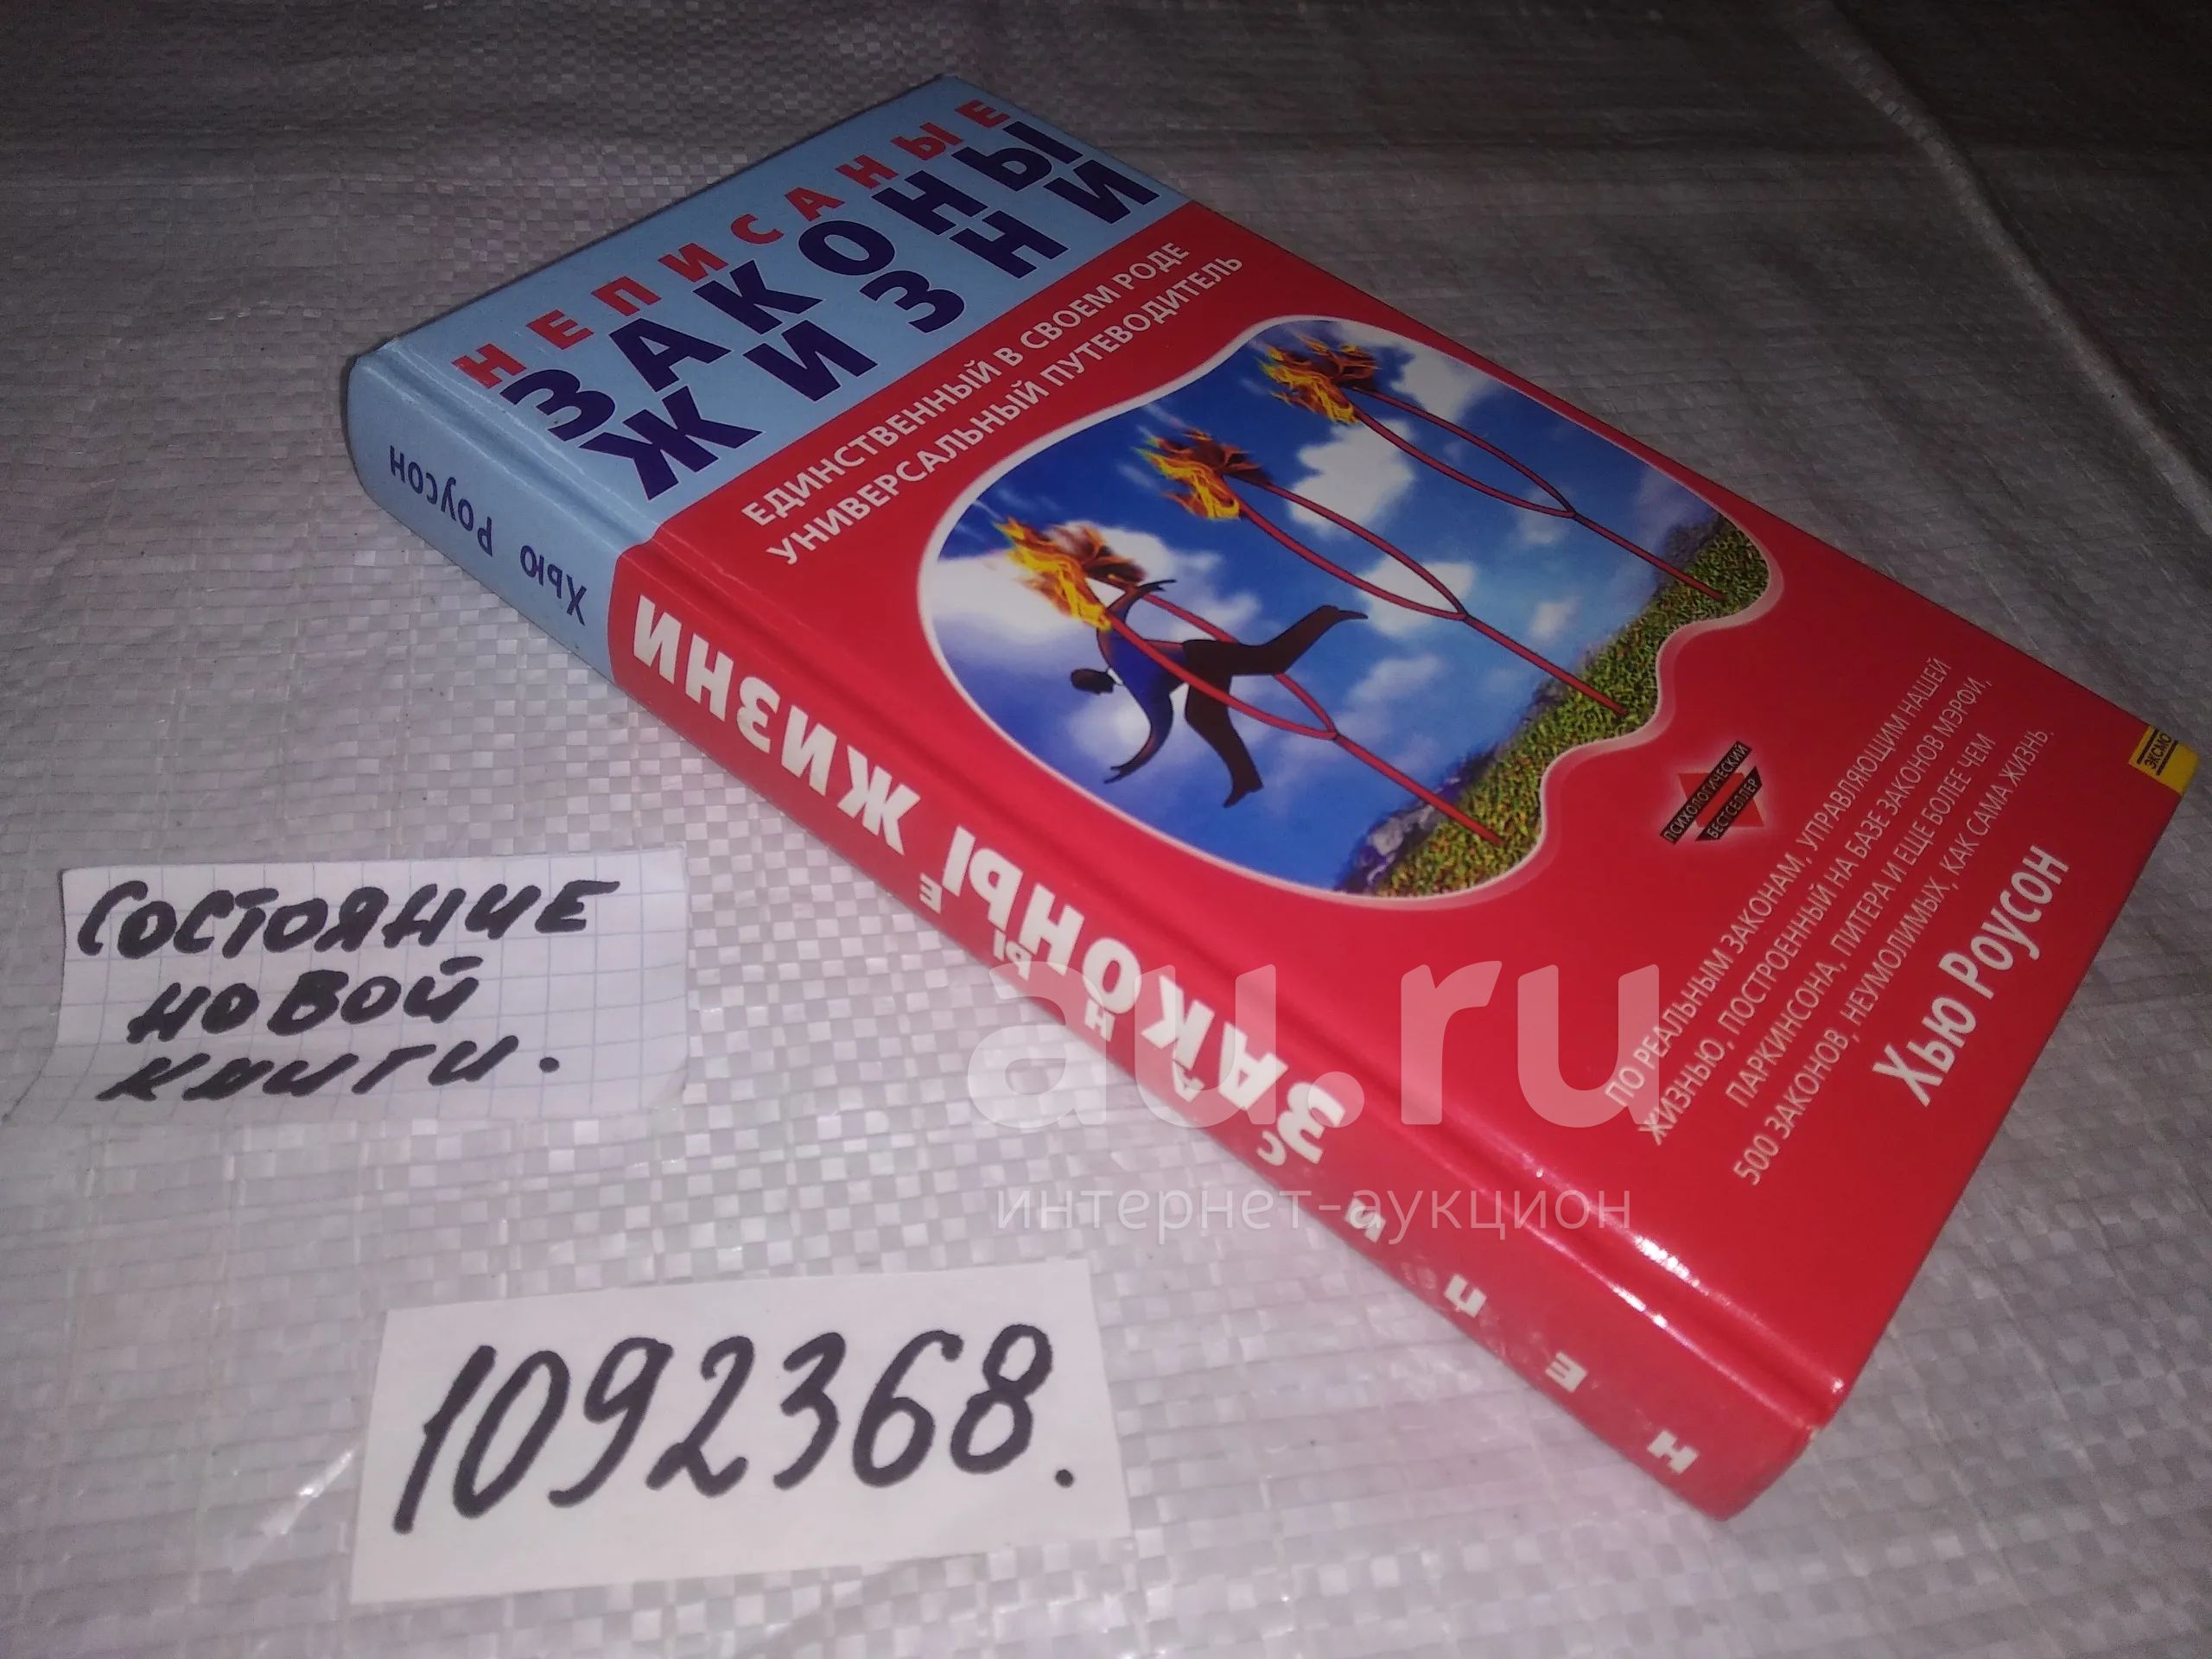 НЕПИСАНЫЕ
ЗАКОНЫ
ЖИЗНИ
ЕДИНСТВЕННЫЙ В СВОЕМ РОДЕ
УНИВЕРСАЛЬНЫЙ ПУТЕВОДИТЕЛЬ
ПСИХОЛОГИЧЕСКИЙ
БЕСТСЕЛЛЕР
ПО РЕАЛЬНЫМ ЗАКОНАМ, УПРАВЛЯЮЩИМ НАШЕЙ
ЖИЗНЬЮ, ПОСТРОЕННЫЙ НА БАЗЕ ЗАКОНОВ МЭРФИ,
ПАРКИНСОНА, ПИТЕРА И ЕЩЕ БОЛЕЕ ЧЕМ
500 ЗАКОНОВ, НЕУМОЛИМЫХ, КАК САМА ЖИЗНЬ.
Хью Роусон
ЭКСМО
Хью Роусон
НЕПИСАНЫЕ
ЗАКОНЫ ЖИЗНИ
СОСТОЯНИЕ
НОВОЙ
КНИГИ.
1092368.
au.ru
интернет-аукцион